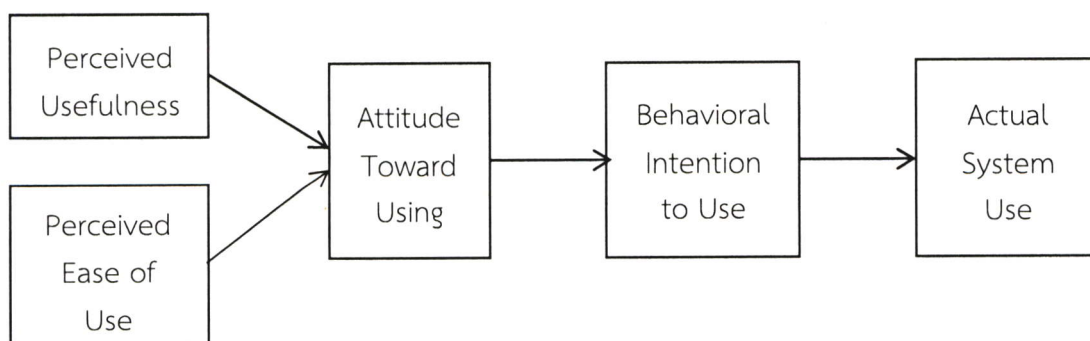 Perceived
Usefulness
Perceived
Ease of
Use
Attitude
Toward
Using
Behavioral
Intention
to Use
Actual
System
Use